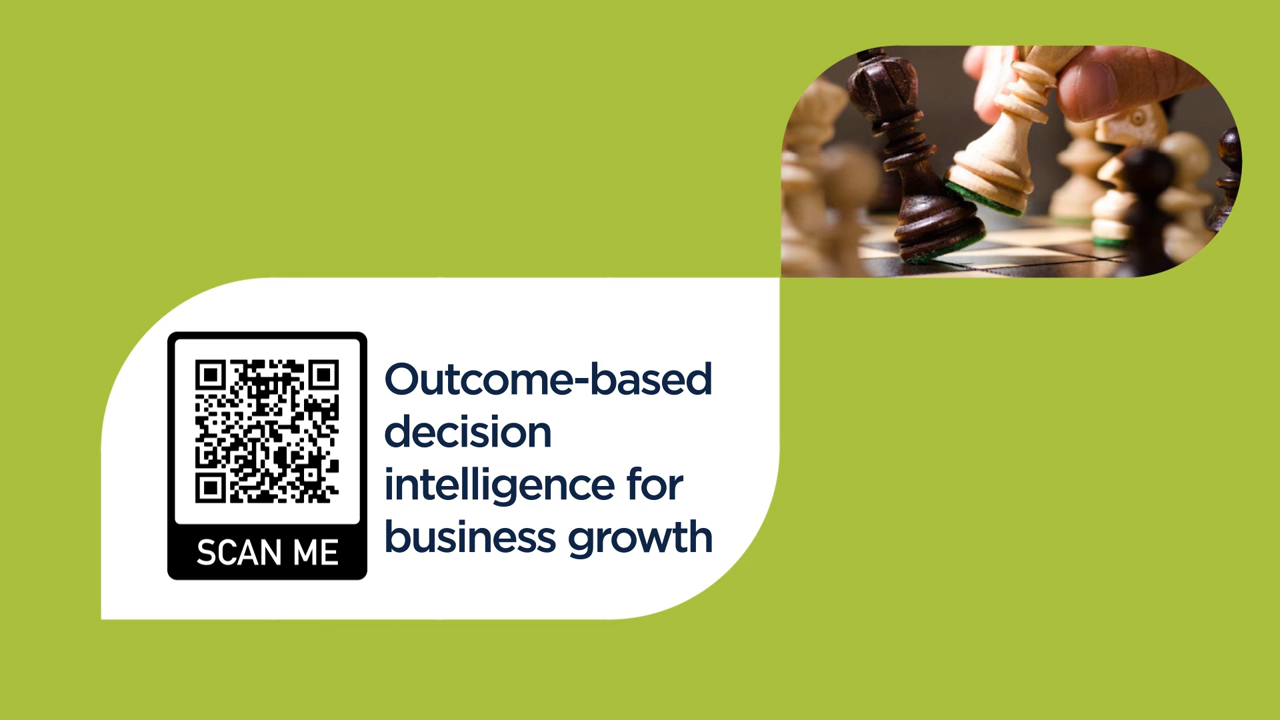 Outcome-based
decision
intelligence for
business growth
SCAN ME